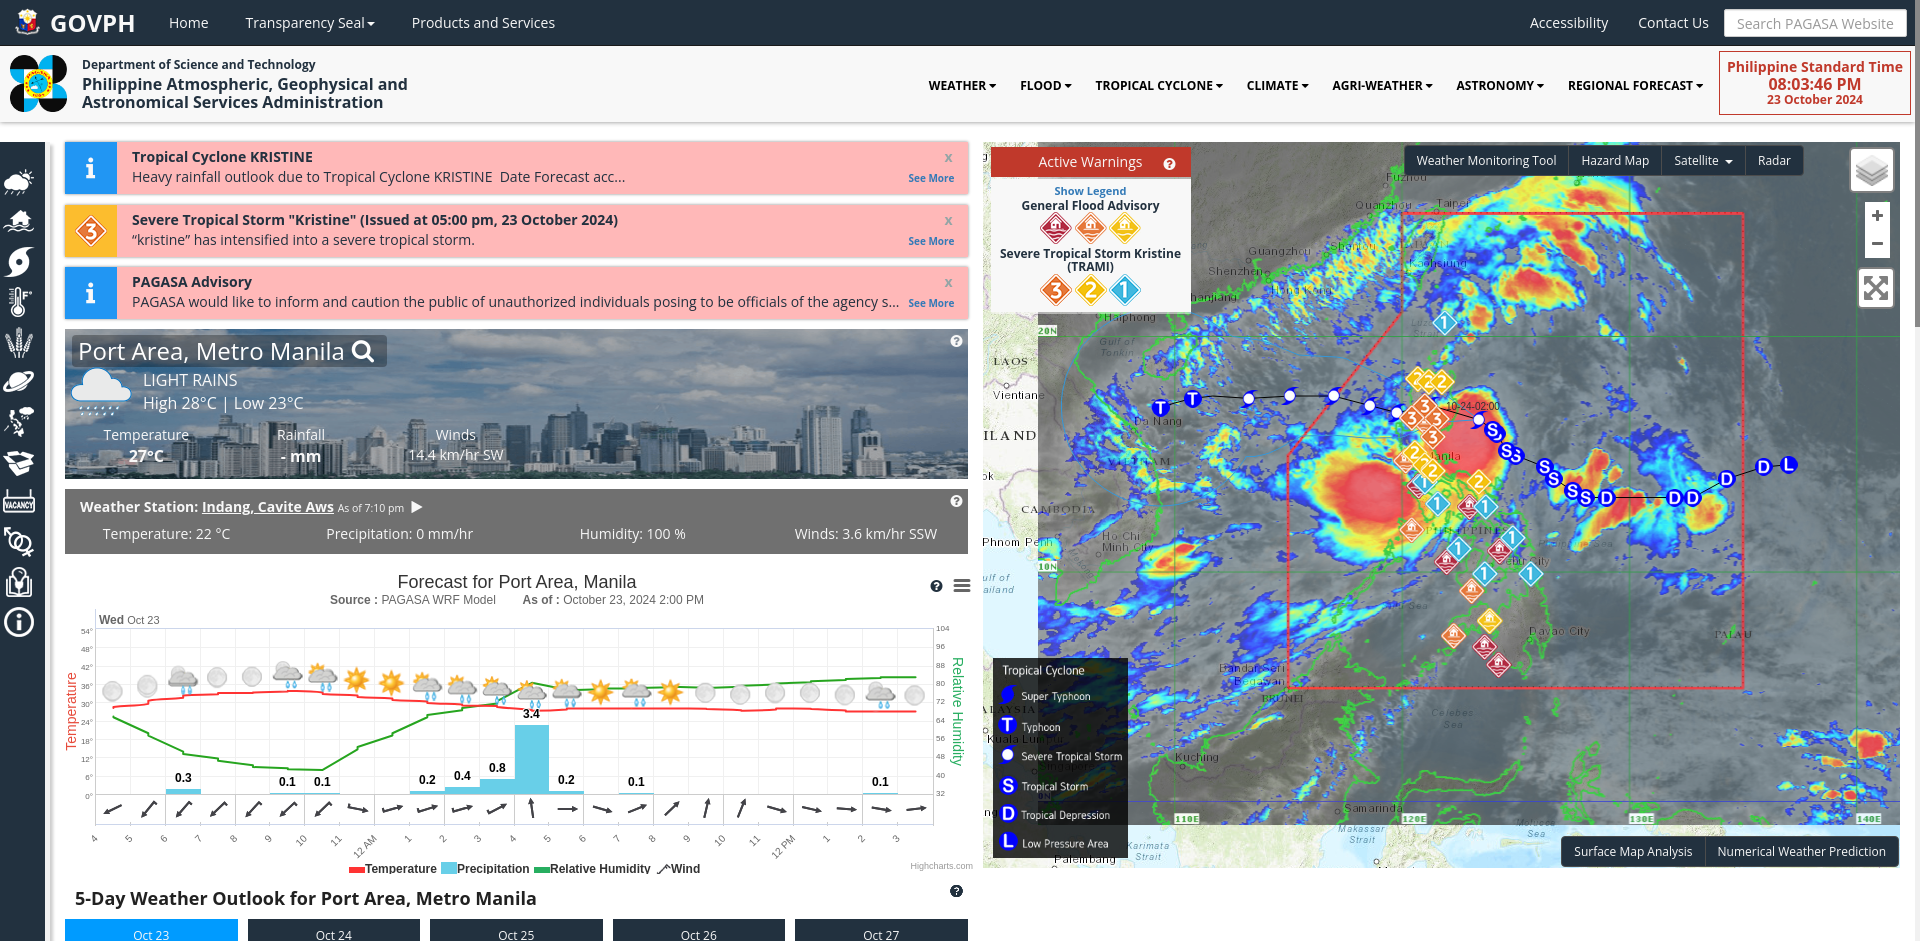 GOVPH
Home
Transparency Seal
Products and Services
Accessibility
Contact Us
Search PAGASA Website
Department of Science and Technology
Philippine Atmospheric, Geophysical and
Astronomical Services Administration
WEATHER
FLOOD
TROPICAL CYCLONE
CLIMATE
AGRI-WEATHER
ASTRONOMY
REGIONAL FORECAST
Philippine Standard Time
08:03:46 PM
23 October 2024
Tropical Cyclone KRISTINE
x
Heavy rainfall outlook due to Tropical Cyclone KRISTINE Date Forecast acc...
See More
3
Severe Tropical Storm "Kristine" (Issued at 05:00 pm, 23 October 2024)
x
“kristine” has intensified into a severe tropical storm.
See More
PAGASA Advisory
x
PAGASA would like to inform and caution the public of unauthorized individuals posing to be officials of the agency s...
See More
Port Area, Metro Manila
LIGHT RAINS
High 28°C | Low 23°C
Temperature
27°C
Rainfall
- mm
Winds
14.4 km/hr SW
Weather Station: Indang, Cavite Aws As of 7:10 pm
Temperature: 22 °C
Precipitation: 0 mm/hr
Humidity: 100 %
Winds: 3.6 km/hr SSW
VACANCY
Forecast for Port Area, Manila
Source : PAGASA WRF Model As of : October 23, 2024 2:00 PM
Wed Oct 23
54°
48°
42°
36°
30°
24°
18°
12°
6°
0°
Temperature
104
96
88
80
72
64
56
48
40
32
Relative Humidity
0.3
0.1
0.1
0.2
0.4
0.8
3.4
0.2
0.1
0.1
4 5 6 7 8 9 10 11 12 AM 1 2 3 4 5 6 7 8 9 10 11 12 PM 1 2 3
Temperature Precipitation Relative Humidity Wind
Highcharts.com
5-Day Weather Outlook for Port Area, Metro Manila
Oct 23
Oct 24
Oct 25
Oct 26
Oct 27
Active Warnings
Show Legend
General Flood Advisory
Severe Tropical Storm Kristine
(TRAMI)
3 2 1
Weather Monitoring Tool
Hazard Map
Satellite
Radar
+
−
Fuzhou
Quanzhou
Taipei
Guangzhou
Shantou
Kaohsiung
Shenzhen
Hong Kong
Haiphong
20N
Gulf of
Tonkin
LAOS
Vientiane
10-24-02:00
Da Nang
VIETNAM
CAMBODIA
Phnom Penh
Ho Chi
Minh City
PHILIPPINES
10N
Davao City
PALAU
Bandar Seri
Begawan
BRUNEI
Celebes
Sea
Kuching
Samarinda
110E
120E
130E
140E
Makassar
Strait
Karimata
Strait
Palembang
Tropical Cyclone
Super Typhoon
T Typhoon
Severe Tropical Storm
S Tropical Storm
D Tropical Depression
L Low Pressure Area
Surface Map Analysis
Numerical Weather Prediction